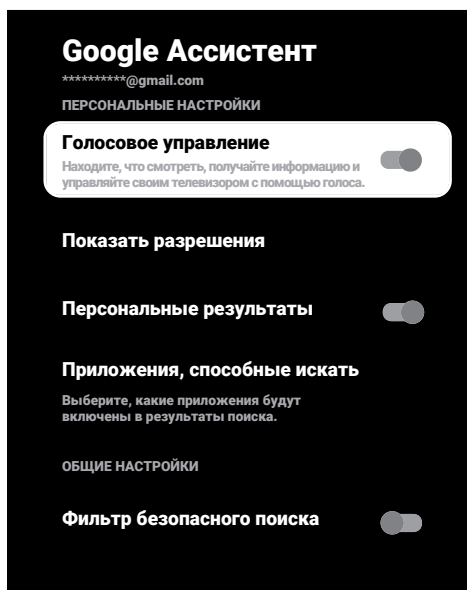 Google Ассистент
**********@gmail.com
ПЕРСОНАЛЬНЫЕ НАСТРОЙКИ
Голосовое управление
Находите, что смотреть, получайте информацию и
управляйте своим телевизором с помощью голоса.
Показать разрешения
Персональные результаты
Приложения, способные искать
Выберите, какие приложения будут
включены в результаты поиска.
ОБЩИЕ НАСТРОЙКИ
Фильтр безопасного поиска